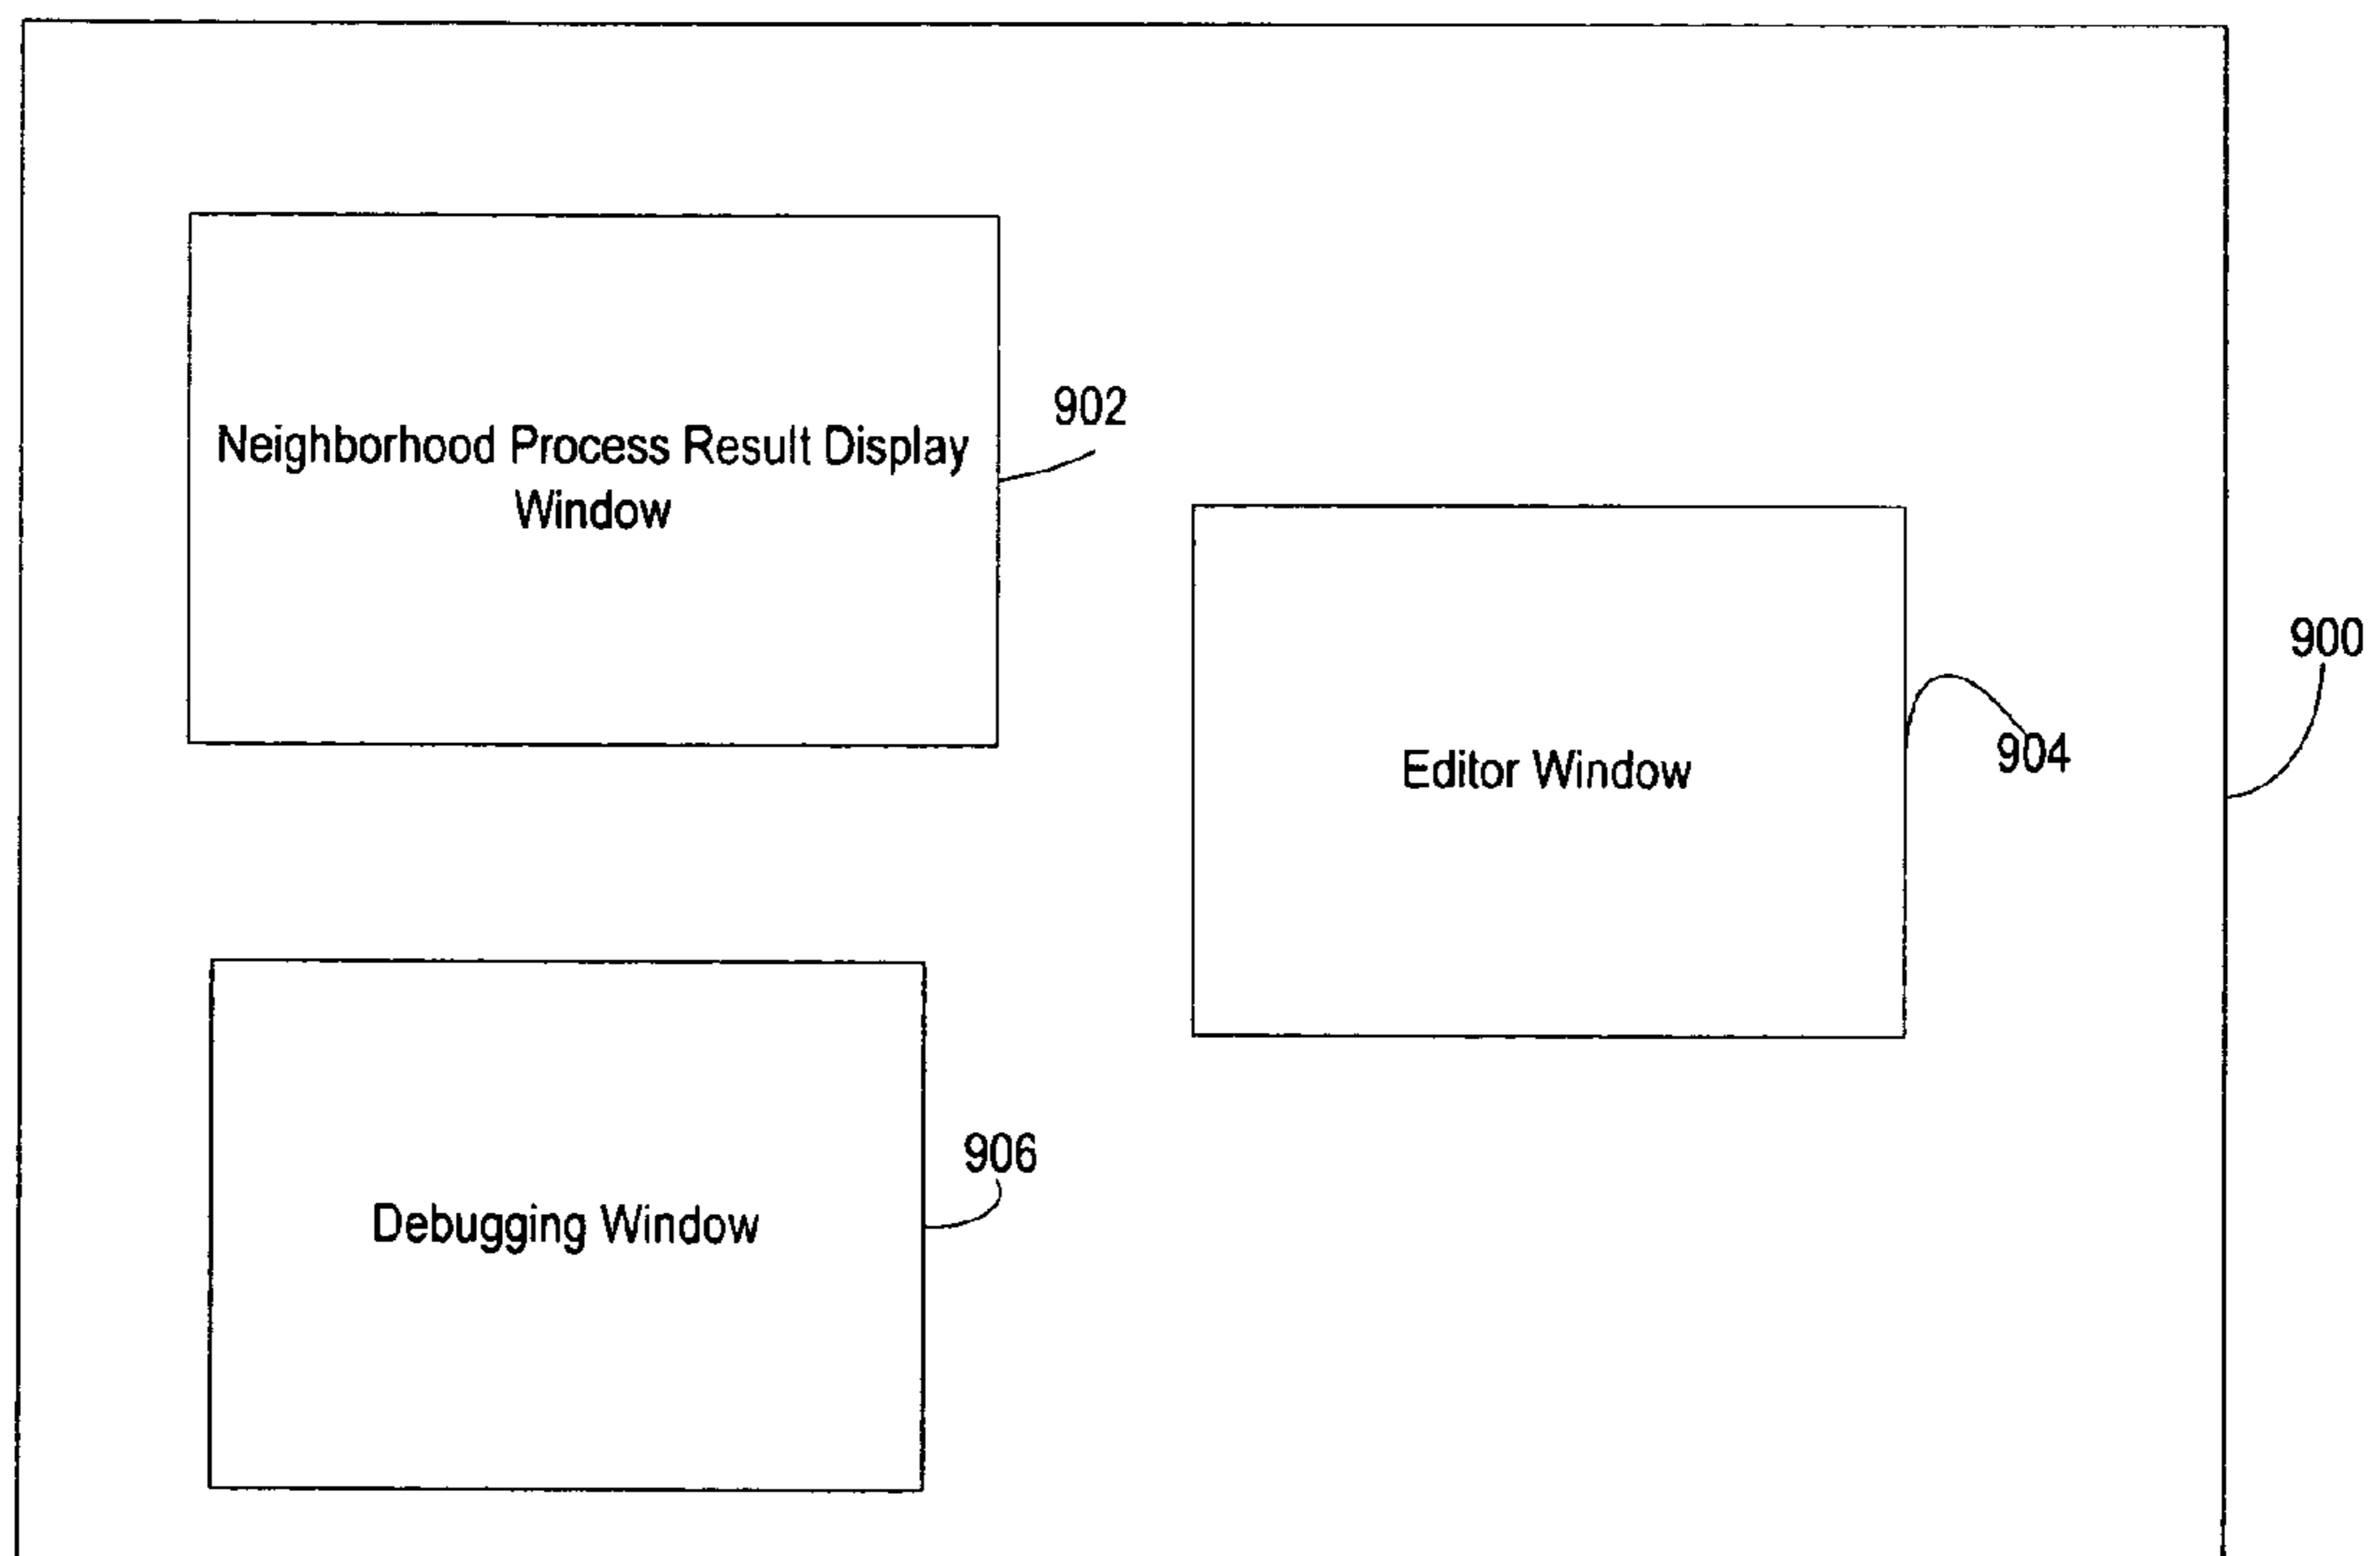 902
Neighborhood Process Result Display
Window
900
904
Editor Window
906
Debugging Window